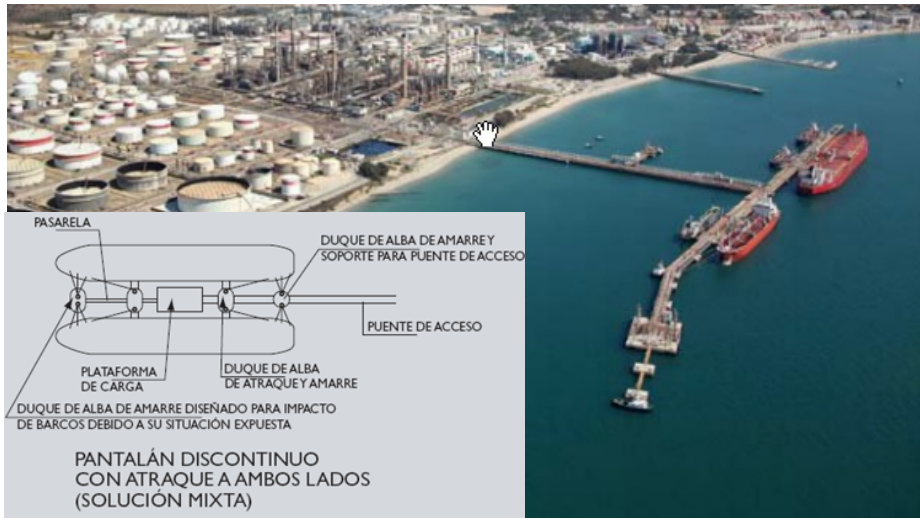 PASARELA
DUQUE DE ALBA DE AMARRE Y
SOPORTE PARA PUENTE DE ACCESO
PUENTE DE ACCESO
PLATAFORMA
DE CARGA
DUQUE DE ALBA
DE ATRAQUE Y AMARRE
DUQUE DE ALBA DE AMARRE DISEÑADO PARA IMPACTO
DE BARCOS DEBIDO A SU SITUACIÓN EXPUESTA
PANTALÁN DISCONTINUO
CON ATRAQUE A AMBOS LADOS
(SOLUCIÓN MIXTA)